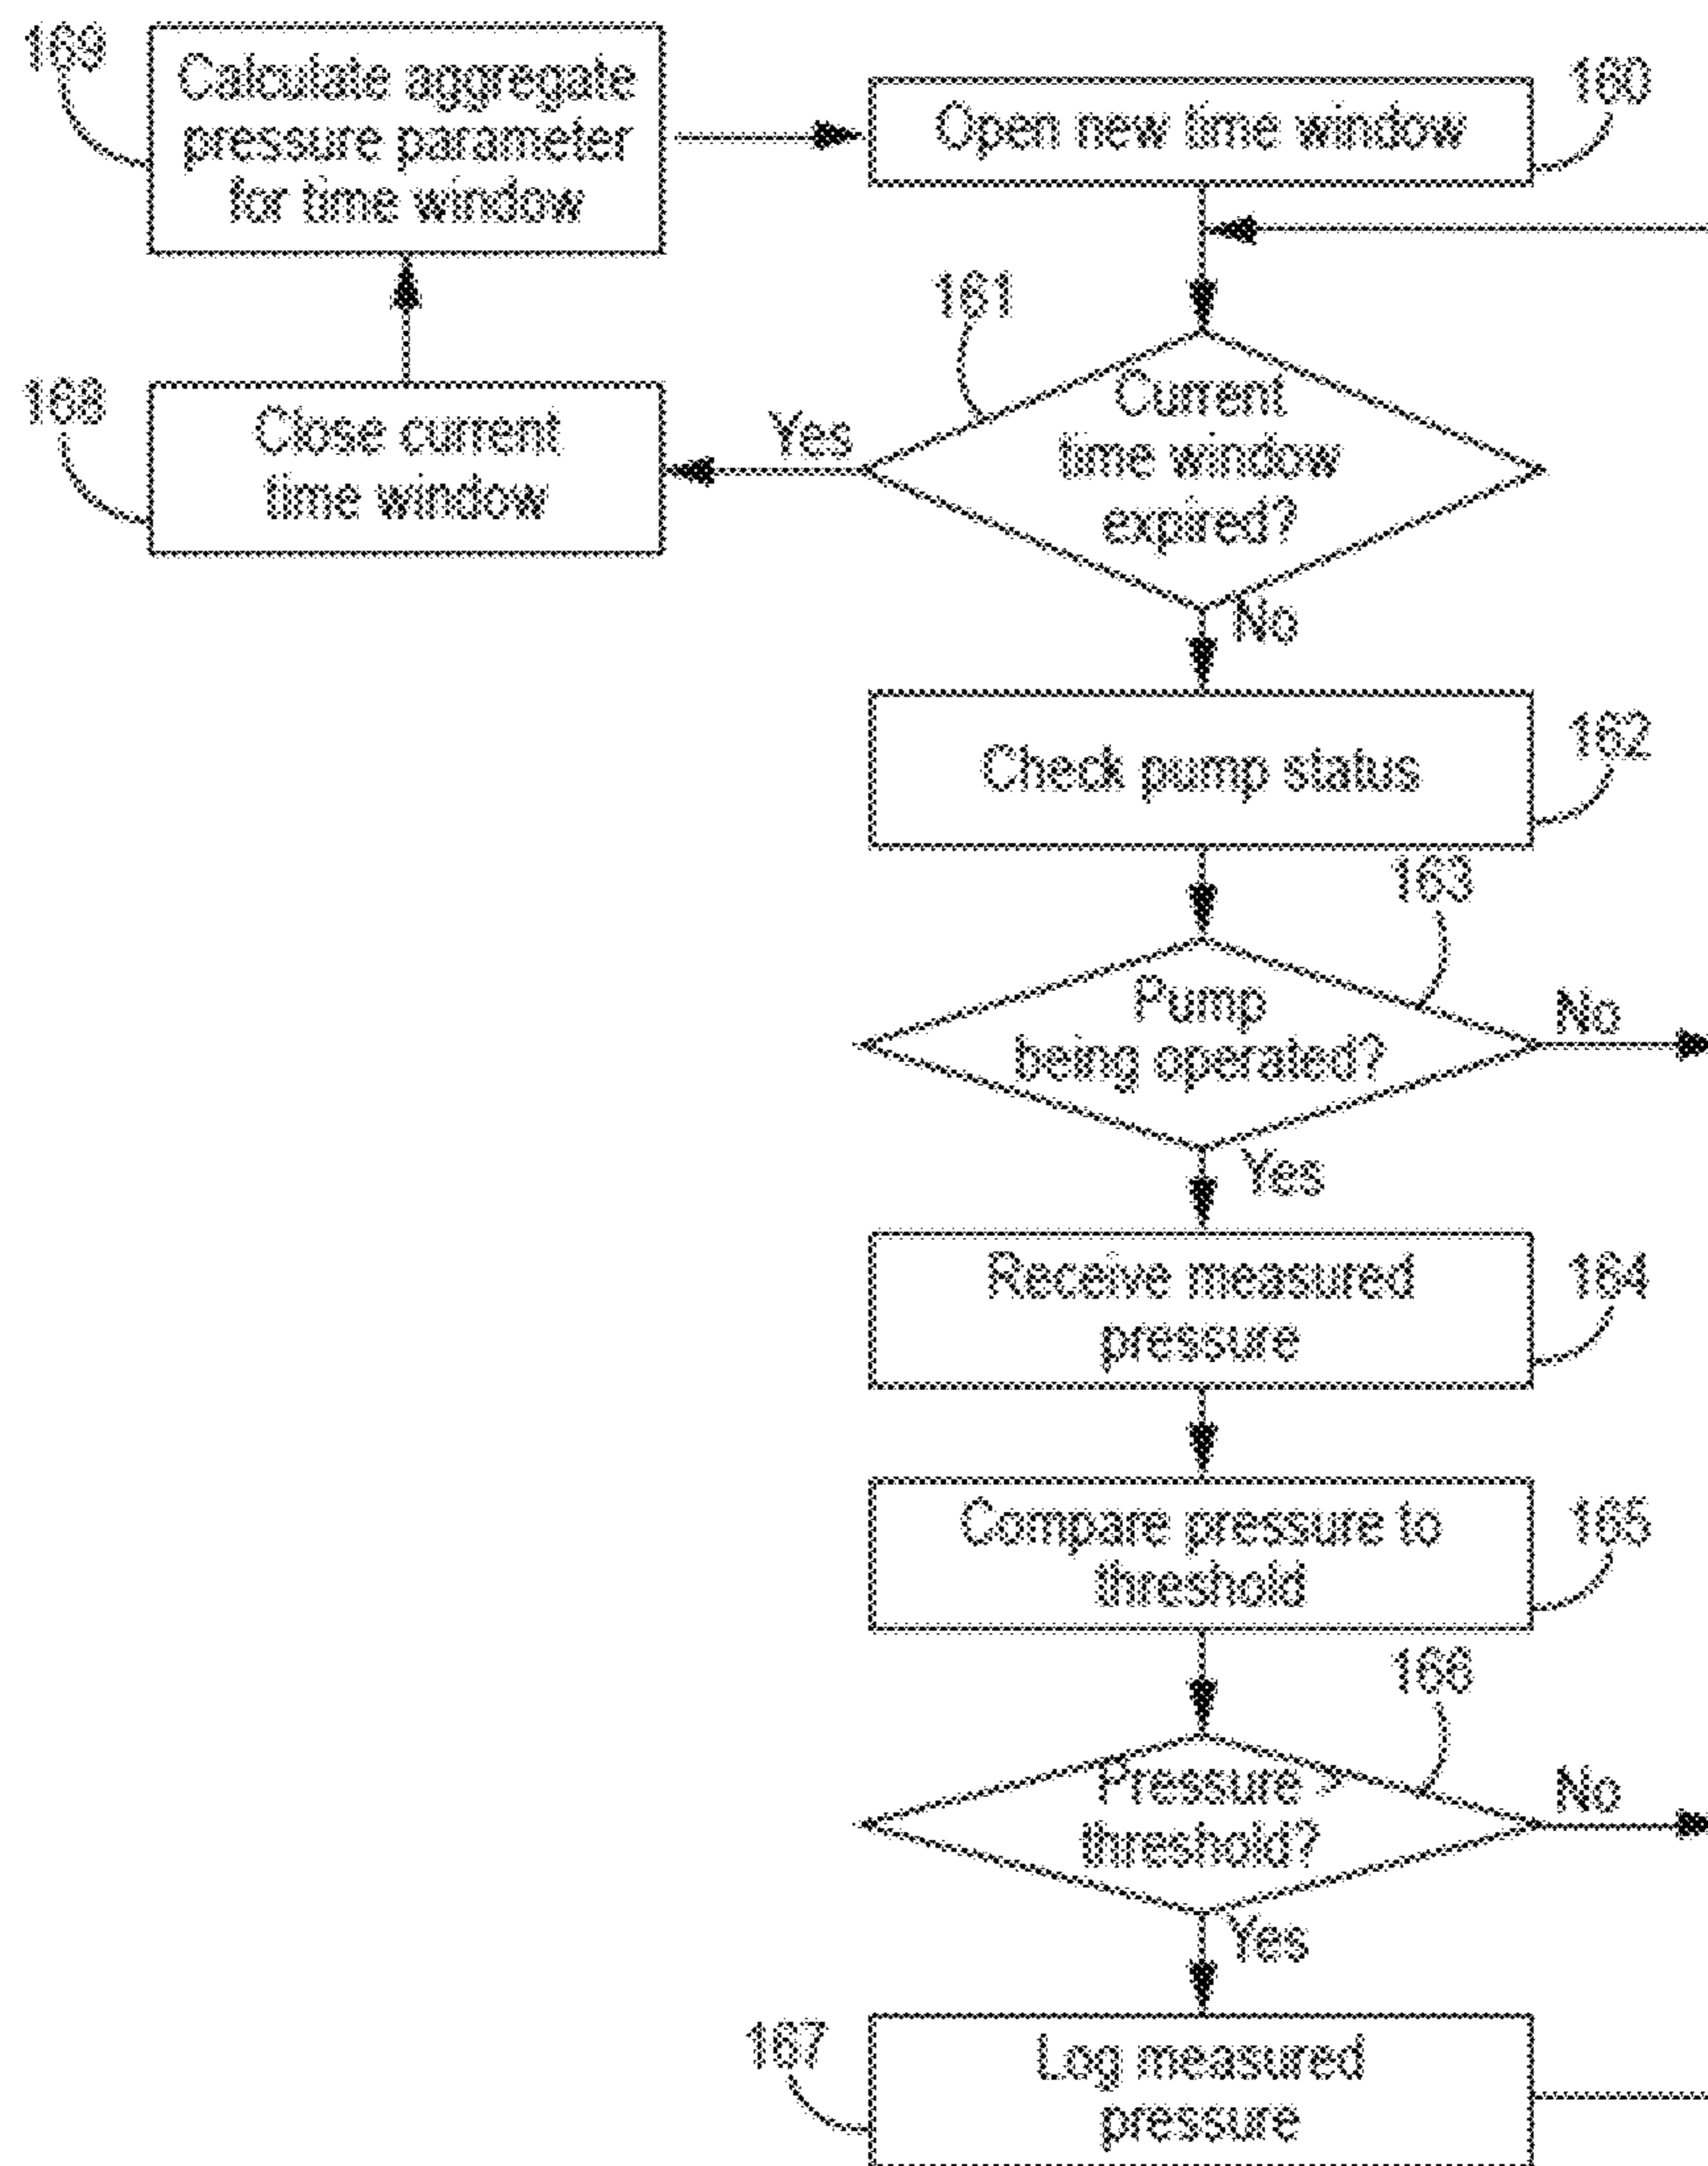 169
Calculate aggregate
pressure parameter
for time window
160
Open new time window
161
168
Close current
time window
Yes
Current
time window
expired?
No
162
Check pump status
163
Pump
being operated?
No
Yes
164
Receive measured
pressure
165
Compare pressure to
threshold
166
Pressure >
threshold?
No
Yes
167
Log measured
pressure